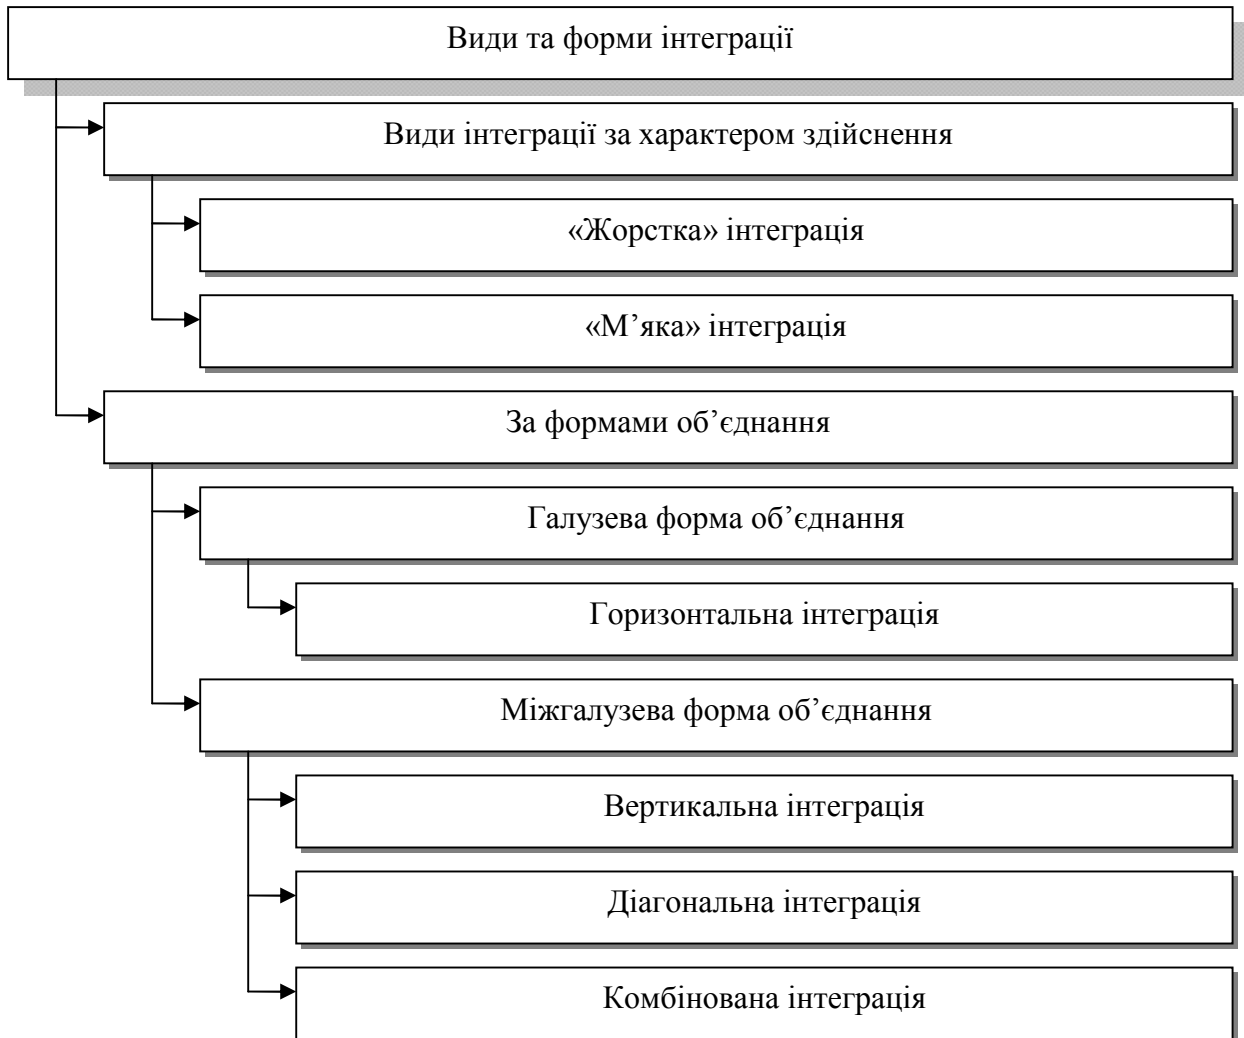 Види та форми інтеграції
Види інтеграції за характером здійснення
«Жорстка» інтеграція
«М’яка» інтеграція
За формами об’єднання
Галузева форма об’єднання
Горизонтальна інтеграція
Міжгалузева форма об’єднання
Вертикальна інтеграція
Діагональна інтеграція
Комбінована інтеграція